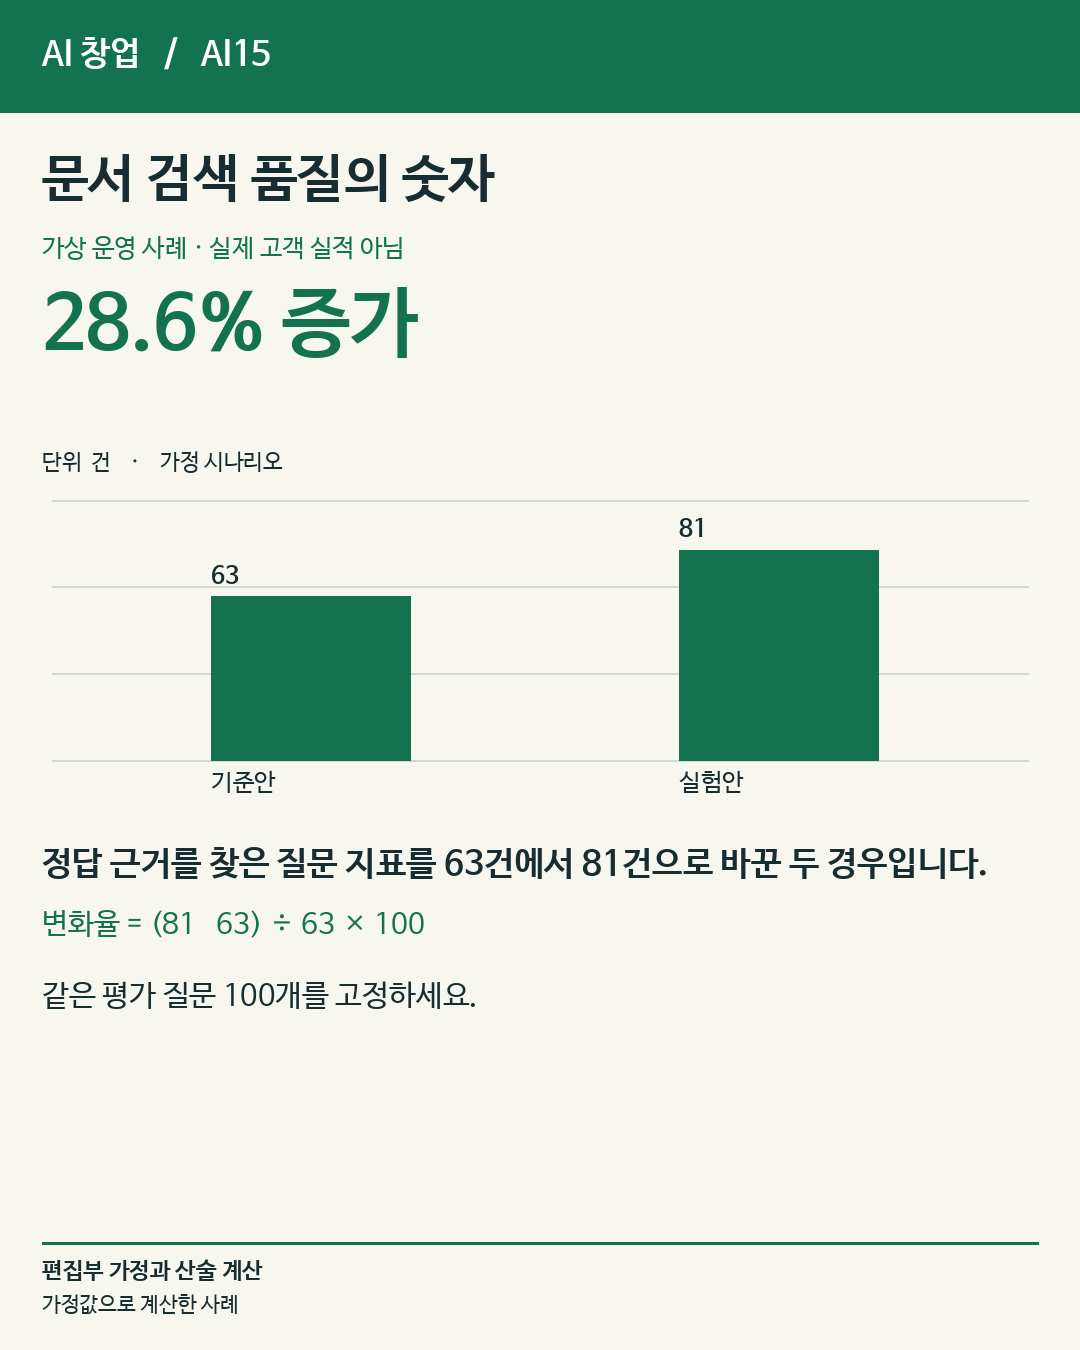 AI 창업 / AI15
문서 검색 품질의 숫자
가상 운영 사례 · 실제 고객 실적 아님
28.6% 증가
단위 건 · 가정 시나리오
63
81
기준안
실험안
정답 근거를 찾은 질문 지표를 63건에서 81건으로 바꾼 두 경우입니다.
변화율 = (81 63) ÷ 63 × 100
같은 평가 질문 100개를 고정하세요.
편집부 가정과 산술 계산
가정값으로 계산한 사례